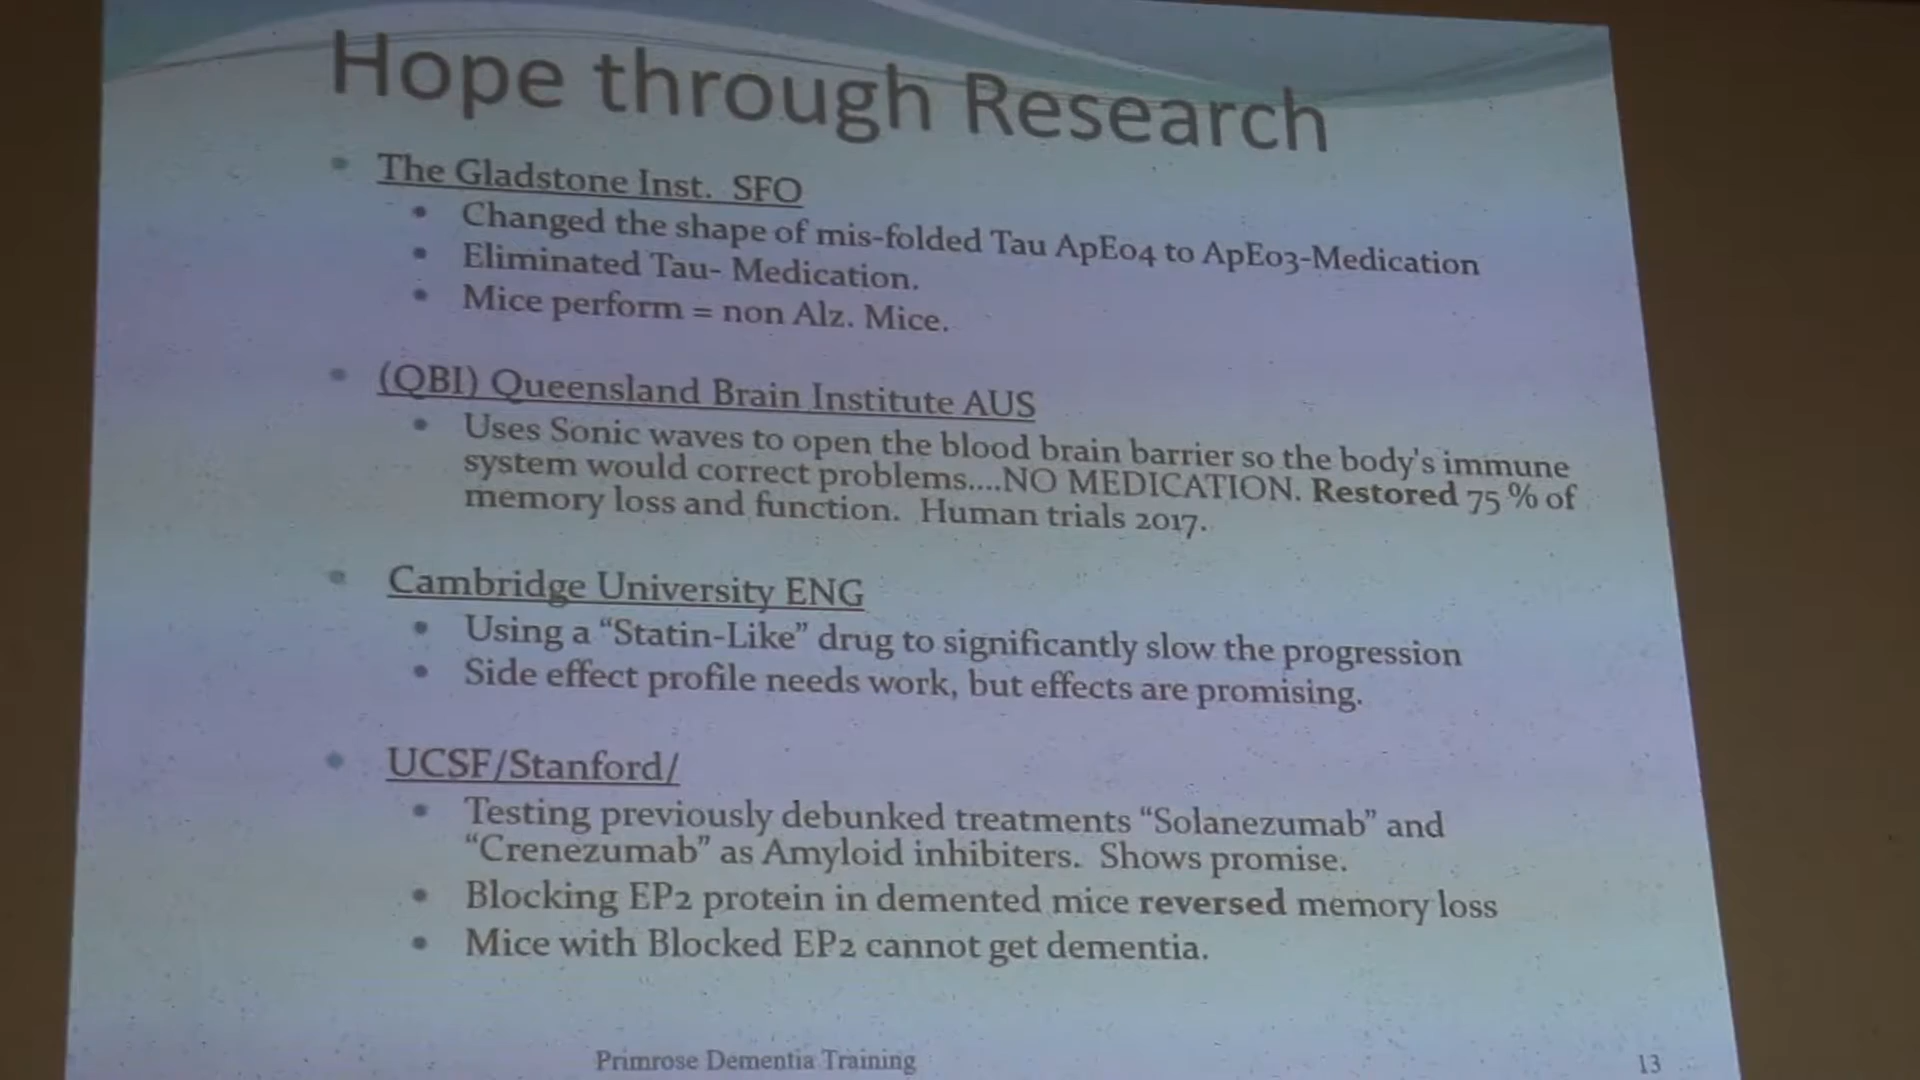 Hope through Research
The Gladstone Inst. SFO
Changed the shape of mis-folded Tau ApEo4 to ApEo3-Medication
Eliminated Tau- Medication.
Mice perform = non Alz. Mice.
(QBI) Queensland Brain Institute AUS
Uses Sonic waves to open the blood brain barrier so the body's immune
system would correct problems....NO MEDICATION. Restored 75 % of
memory loss and function. Human trials 2017.
Cambridge University ENG
Using a “Statin-Like” drug to significantly slow the progression
Side effect profile needs work, but effects are promising.
UCSF/Stanford/
Testing previously debunked treatments “Solanezumab” and
“Crenezumab” as Amyloid inhibiters. Shows promise.
Blocking EP2 protein in demented mice reversed memory loss
Mice with Blocked EP2 cannot get dementia.
Primrose Dementia Training
13